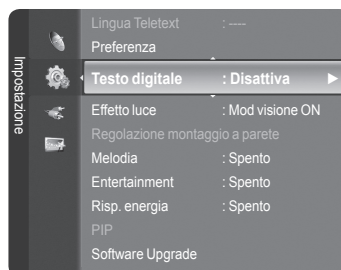 Impostazione
Lingua Teletext : ----
Preferenza
Testo digitale : Disattiva
Effetto luce : Mod visione ON
Regolazione montaggio a parete
Melodia : Spento
Entertainment : Spento
Risp. energia : Spento
PIP
Software Upgrade